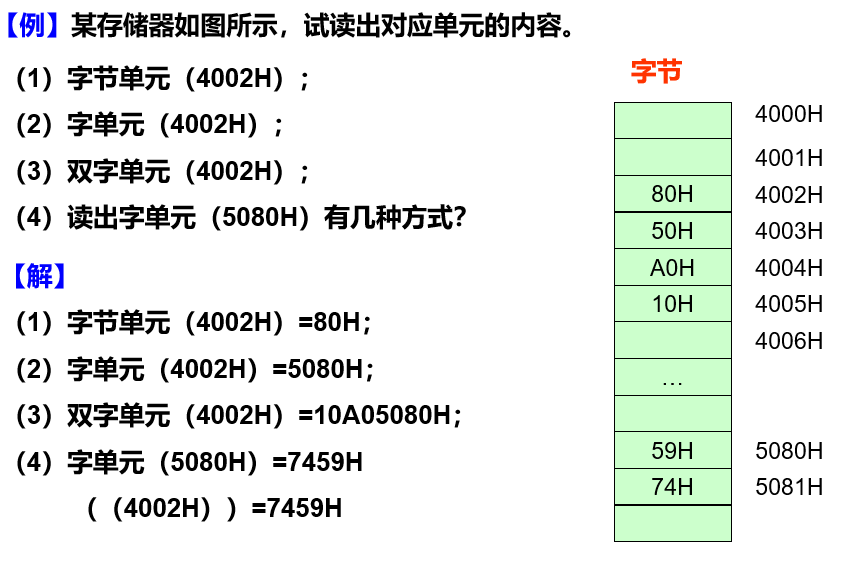 【例】某存储器如图所示，试读出对应单元的内容。
（1）字节单元（4002H）；
（2）字单元（4002H）；
（3）双字单元（4002H）；
（4）读出字单元（5080H）有几种方式？
【解】
（1）字节单元（4002H）=80H；
（2）字单元（4002H）=5080H；
（3）双字单元（4002H）=10A05080H；
（4）字单元（5080H）=7459H
（（4002H））=7459H
字节
4000H
4001H
80H 4002H
50H 4003H
A0H 4004H
10H 4005H
4006H
…
59H 5080H
74H 5081H